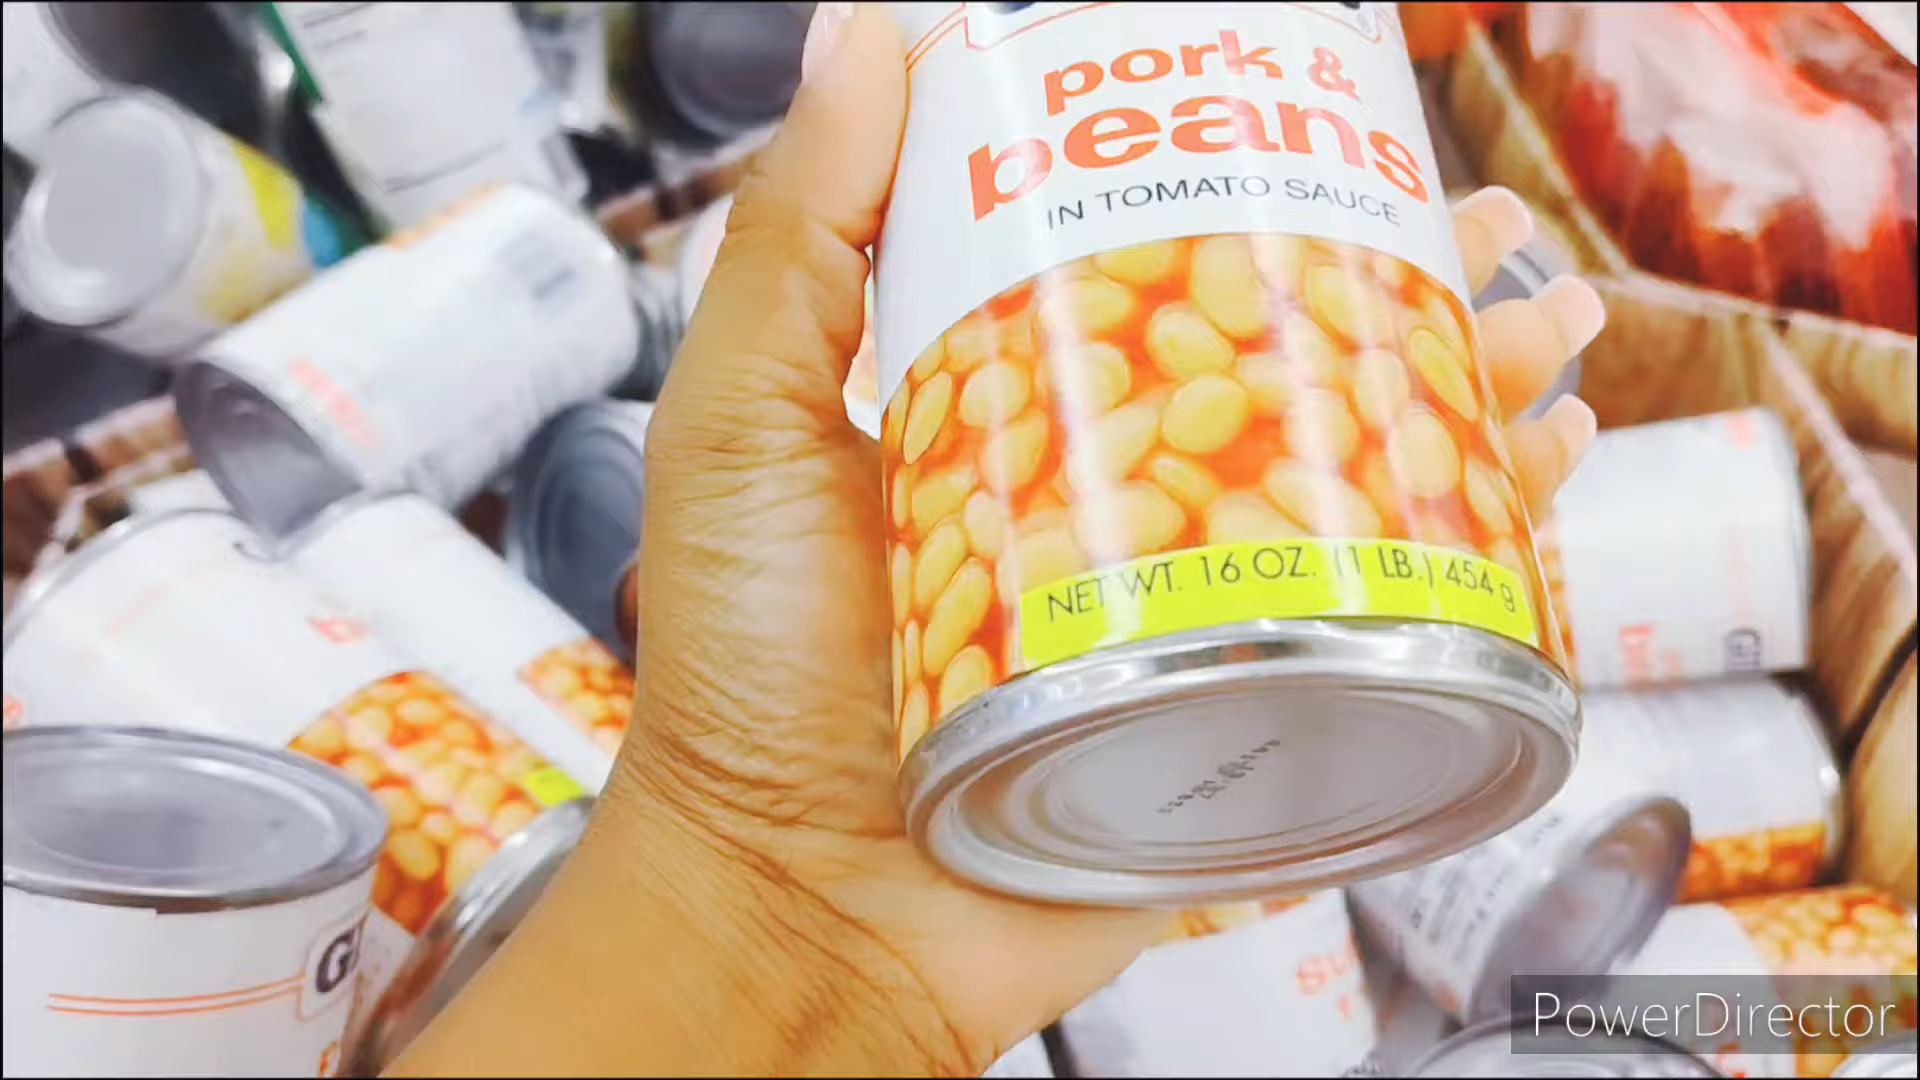 pork &
beans
IN TOMATO SAUCE
NET WT. 16 OZ. (1 LB.) 454 g
PowerDirector